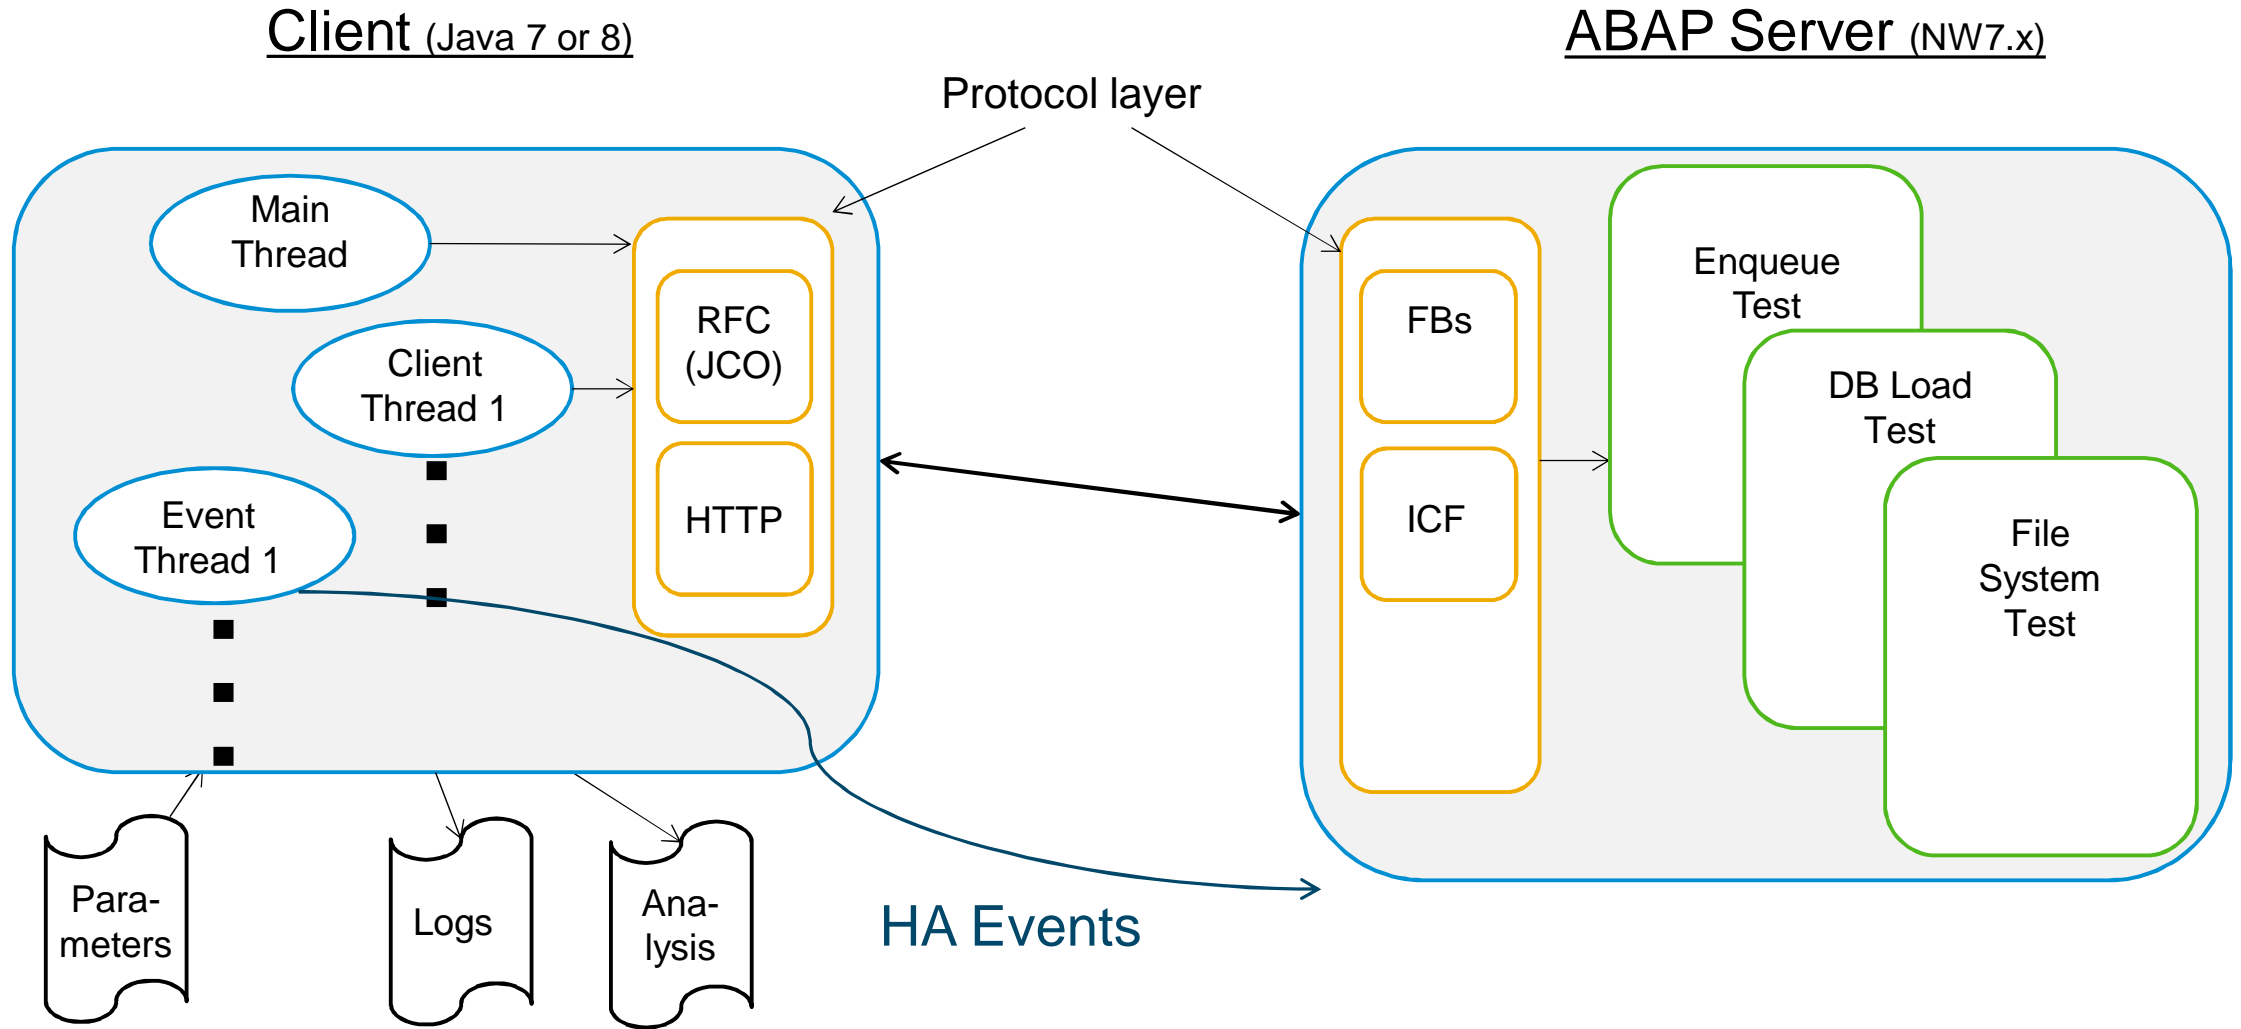 Client (Java 7 or 8)
ABAP Server (NW7.x)
Protocol layer
Main
Thread
Client
Thread 1
Event
Thread 1
RFC
(JCO)
HTTP
FBs
ICF
Enqueue
Test
DB Load
Test
File
System
Test
Para-
meters
Logs
Ana-
lysis
HA Events